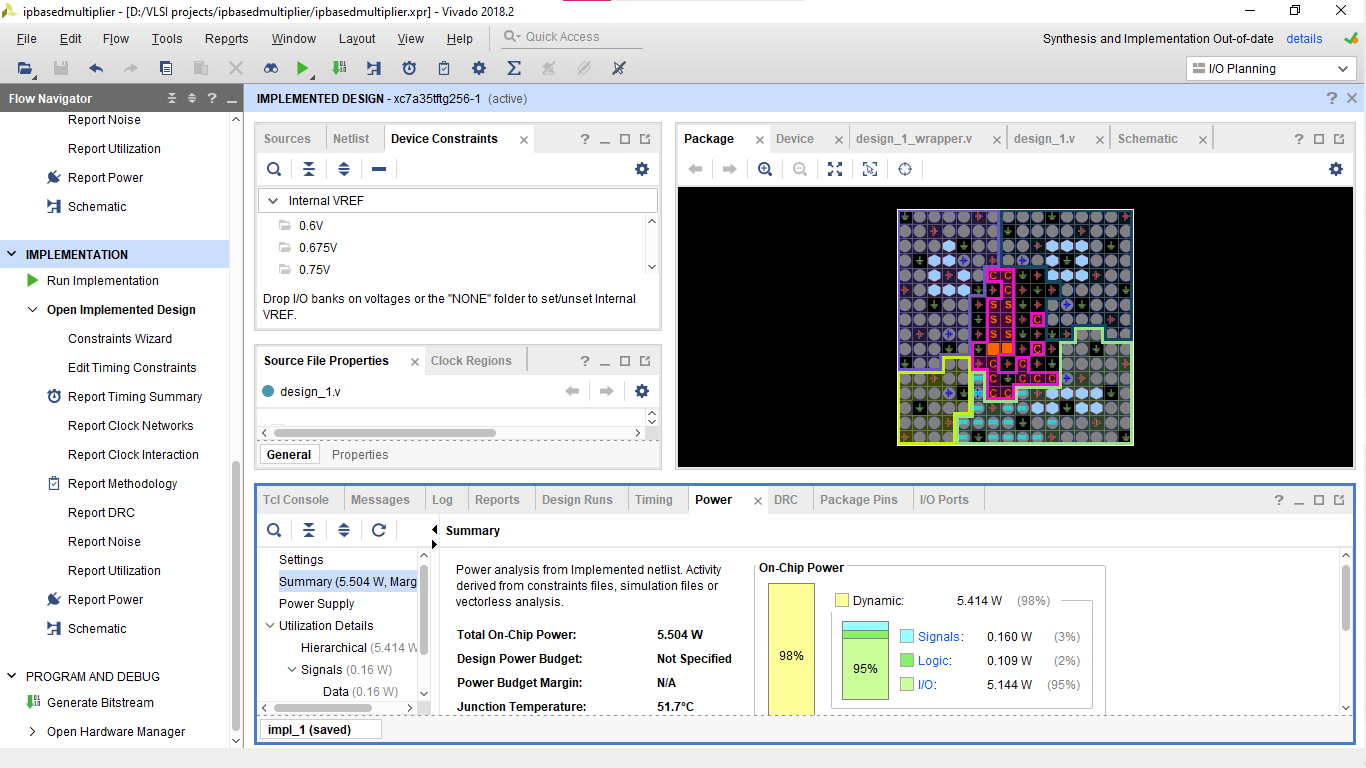 ipbasedmultiplier - [D:/VLSI projects/ipbasedmultiplier/ipbasedmultiplier.xpr] - Vivado 2018.2
File Edit Flow Tools Reports Window Layout View Help Quick Access
Synthesis and Implementation Out-of-date details
I/O Planning
Flow Navigator
Report Noise
Report Utilization
Report Power
Schematic
IMPLEMENTATION
Run Implementation
Open Implemented Design
Constraints Wizard
Edit Timing Constraints
Report Timing Summary
Report Clock Networks
Report Clock Interaction
Report Methodology
Report DRC
Report Noise
Report Utilization
Report Power
Schematic
PROGRAM AND DEBUG
Generate Bitstream
Open Hardware Manager
IMPLEMENTED DESIGN - xc7a35tftg256-1 (active)
Sources Netlist Device Constraints
Internal VREF
0.6V
0.675V
0.75V
Drop I/O banks on voltages or the "NONE" folder to set/unset Internal
VREF.
Source File Properties Clock Regions
design_1.v
General Properties
Package Device design_1_wrapper.v design_1.v Schematic
Tcl Console Messages Log Reports Design Runs Timing Power DRC Package Pins I/O Ports
Summary
Settings
Summary (5.504 W, Marg
Power Supply
Utilization Details
Hierarchical (5.414 W
Signals (0.16 W)
Data (0.16 W)
Power analysis from Implemented netlist. Activity
derived from constraints files, simulation files or
vectorless analysis.
Total On-Chip Power: 5.504 W
Design Power Budget: Not Specified
Power Budget Margin: N/A
Junction Temperature: 51.7°C
On-Chip Power
98%
Dynamic: 5.414 W (98%)
95%
Signals: 0.160 W (3%)
Logic: 0.109 W (2%)
I/O: 5.144 W (95%)
impl_1 (saved)